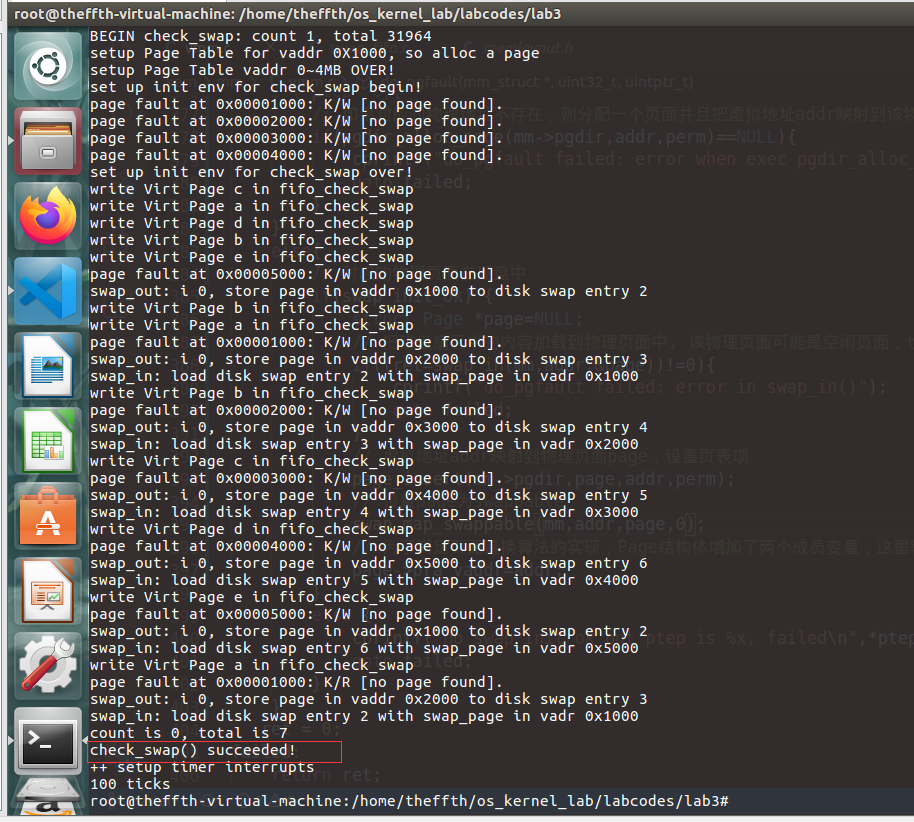 root@theffth-virtual-machine: /home/theffth/os_kernel_lab/labcodes/lab3
BEGIN check_swap: count 1, total 31964
setup Page Table for vaddr 0X1000, so alloc a page
setup Page Table vaddr 0~4MB OVER!
set up init env for check_swap begin!
page fault at 0x00001000: K/W [no page found].
page fault at 0x00002000: K/W [no page found].
page fault at 0x00003000: K/W [no page found].
page fault at 0x00004000: K/W [no page found].
set up init env for check_swap over!
write Virt Page c in fifo_check_swap
write Virt Page a in fifo_check_swap
write Virt Page d in fifo_check_swap
write Virt Page b in fifo_check_swap
write Virt Page e in fifo_check_swap
page fault at 0x00005000: K/W [no page found].
swap_out: i 0, store page in vaddr 0x1000 to disk swap entry 2
write Virt Page b in fifo_check_swap
write Virt Page a in fifo_check_swap
page fault at 0x00001000: K/W [no page found].
swap_out: i 0, store page in vaddr 0x2000 to disk swap entry 3
swap_in: load disk swap entry 2 with swap_page in vadr 0x1000
write Virt Page b in fifo_check_swap
page fault at 0x00002000: K/W [no page found].
swap_out: i 0, store page in vaddr 0x3000 to disk swap entry 4
swap_in: load disk swap entry 3 with swap_page in vadr 0x2000
write Virt Page c in fifo_check_swap
page fault at 0x00003000: K/W [no page found].
swap_out: i 0, store page in vaddr 0x4000 to disk swap entry 5
swap_in: load disk swap entry 4 with swap_page in vadr 0x3000
write Virt Page d in fifo_check_swap
page fault at 0x00004000: K/W [no page found].
swap_out: i 0, store page in vaddr 0x5000 to disk swap entry 6
swap_in: load disk swap entry 5 with swap_page in vadr 0x4000
write Virt Page e in fifo_check_swap
page fault at 0x00005000: K/W [no page found].
swap_out: i 0, store page in vaddr 0x1000 to disk swap entry 2
swap_in: load disk swap entry 6 with swap_page in vadr 0x5000
write Virt Page a in fifo_check_swap
page fault at 0x00001000: K/R [no page found].
swap_out: i 0, store page in vaddr 0x2000 to disk swap entry 3
swap_in: load disk swap entry 2 with swap_page in vadr 0x1000
count is 0, total is 7
check_swap() succeeded!
++ setup timer interrupts
100 ticks
root@theffth-virtual-machine:/home/theffth/os_kernel_lab/labcodes/lab3#